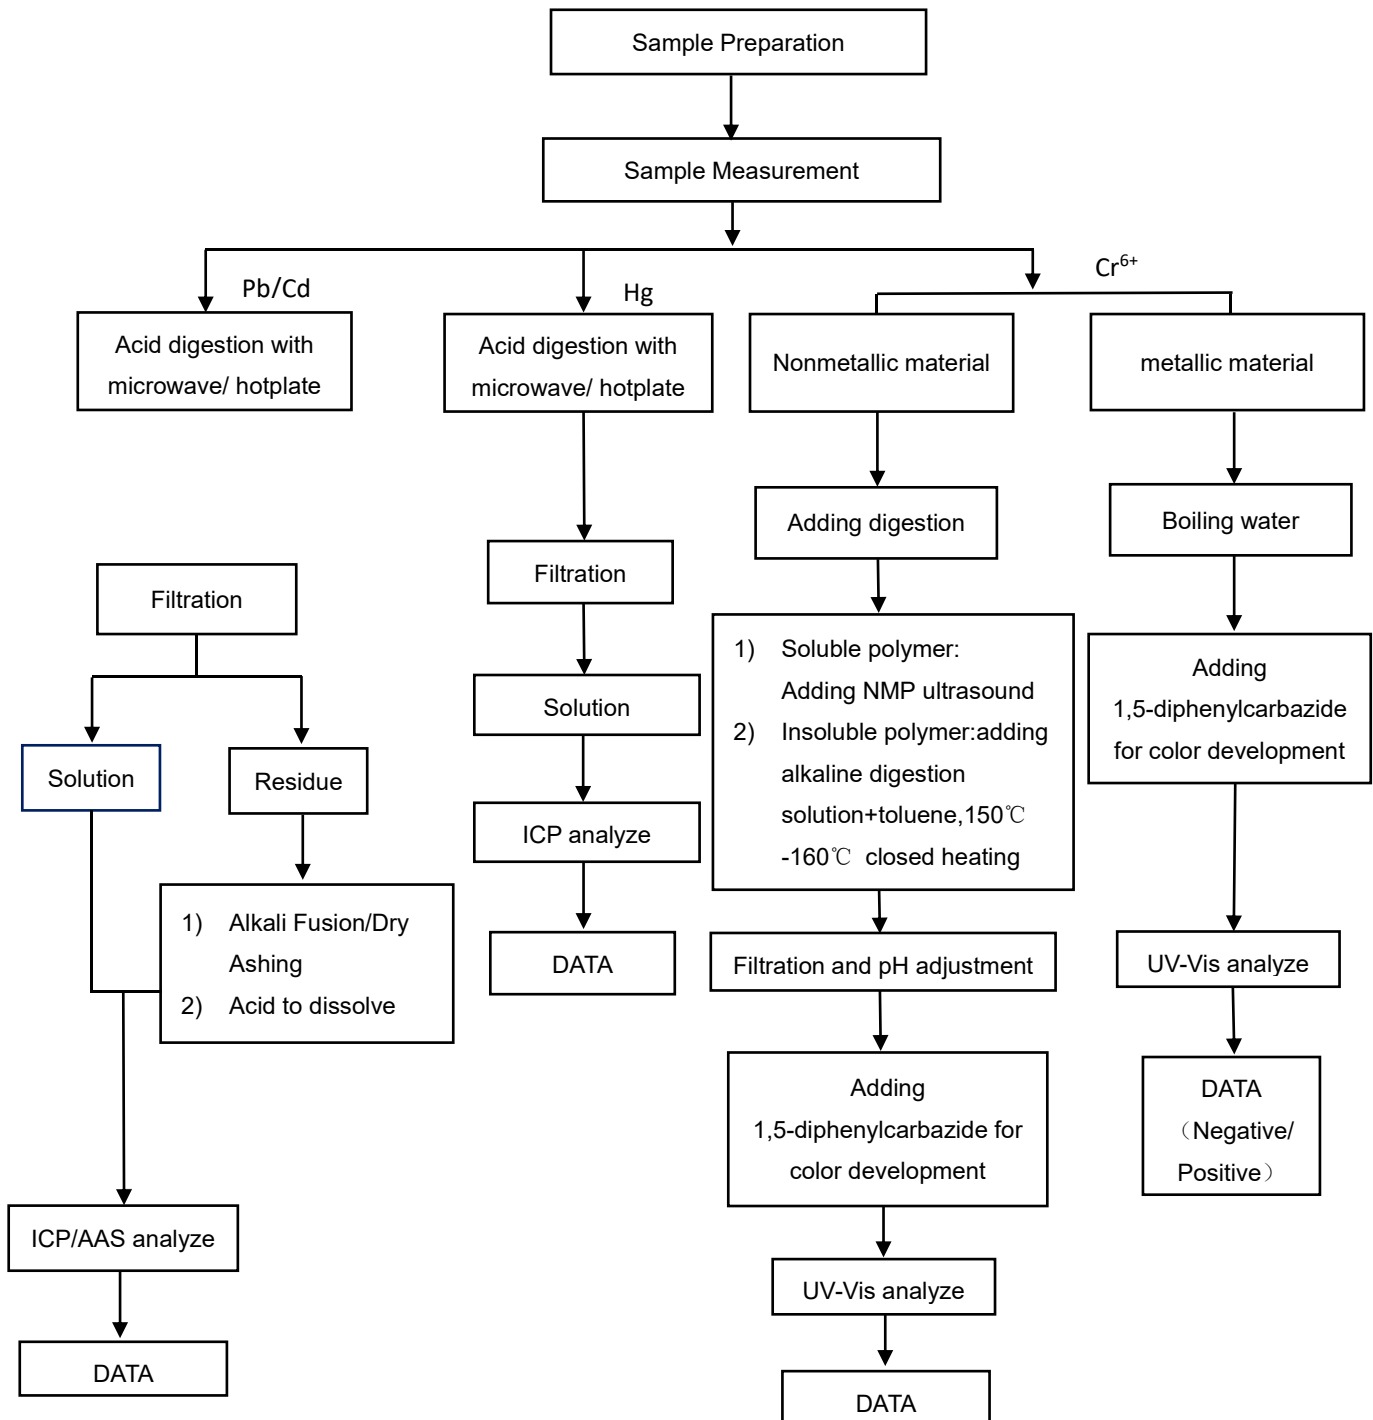 Sample Preparation
Sample Measurement
Pb/Cd
Hg
Cr⁶⁺
Acid digestion with
microwave/ hotplate
Acid digestion with
microwave/ hotplate
Nonmetallic material
metallic material
Adding digestion
Boiling water
Filtration
Filtration
1) Soluble polymer:
Adding NMP ultrasound
2) Insoluble polymer:adding
alkaline digestion
solution+toluene,150℃
-160℃ closed heating
Adding
1,5-diphenylcarbazide
for color development
Solution
Solution
Residue
ICP analyze
1) Alkali Fusion/Dry
Ashing
2) Acid to dissolve
DATA
Filtration and pH adjustment
UV-Vis analyze
Adding
1,5-diphenylcarbazide for
color development
DATA
（Negative/
Positive）
ICP/AAS analyze
UV-Vis analyze
DATA
DATA